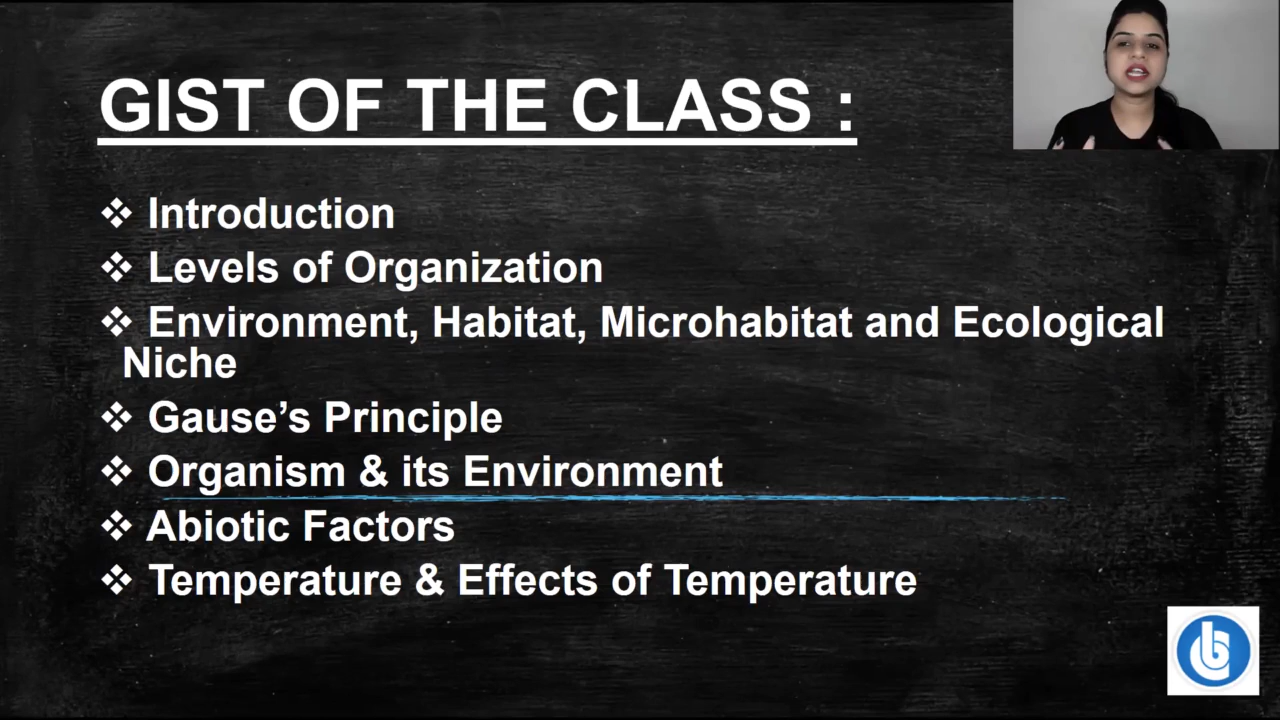 GIST OF THE CLASS :
❖ Introduction
❖ Levels of Organization
❖ Environment, Habitat, Microhabitat and Ecological
Niche
❖ Gause’s Principle
❖ Organism & its Environment
❖ Abiotic Factors
❖ Temperature & Effects of Temperature